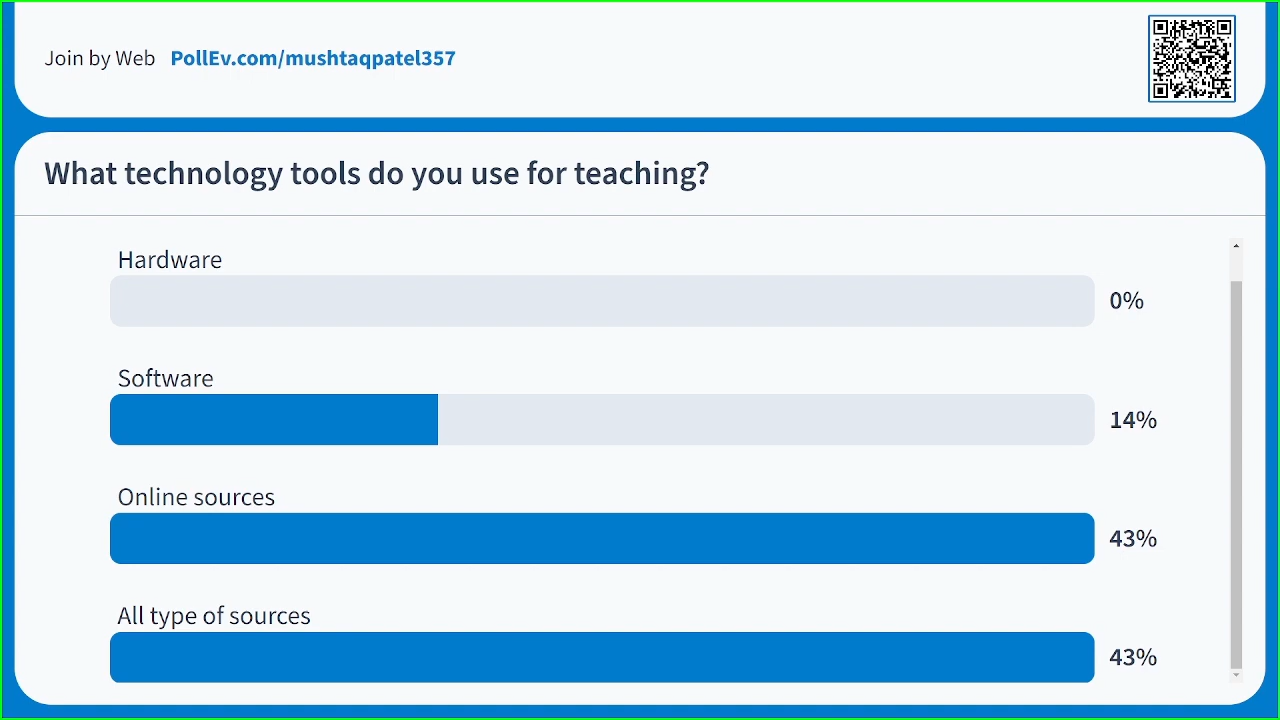 Join by Web PollEv.com/mushtaqpatel357
What technology tools do you use for teaching?
Hardware
0%
Software
14%
Online sources
43%
All type of sources
43%